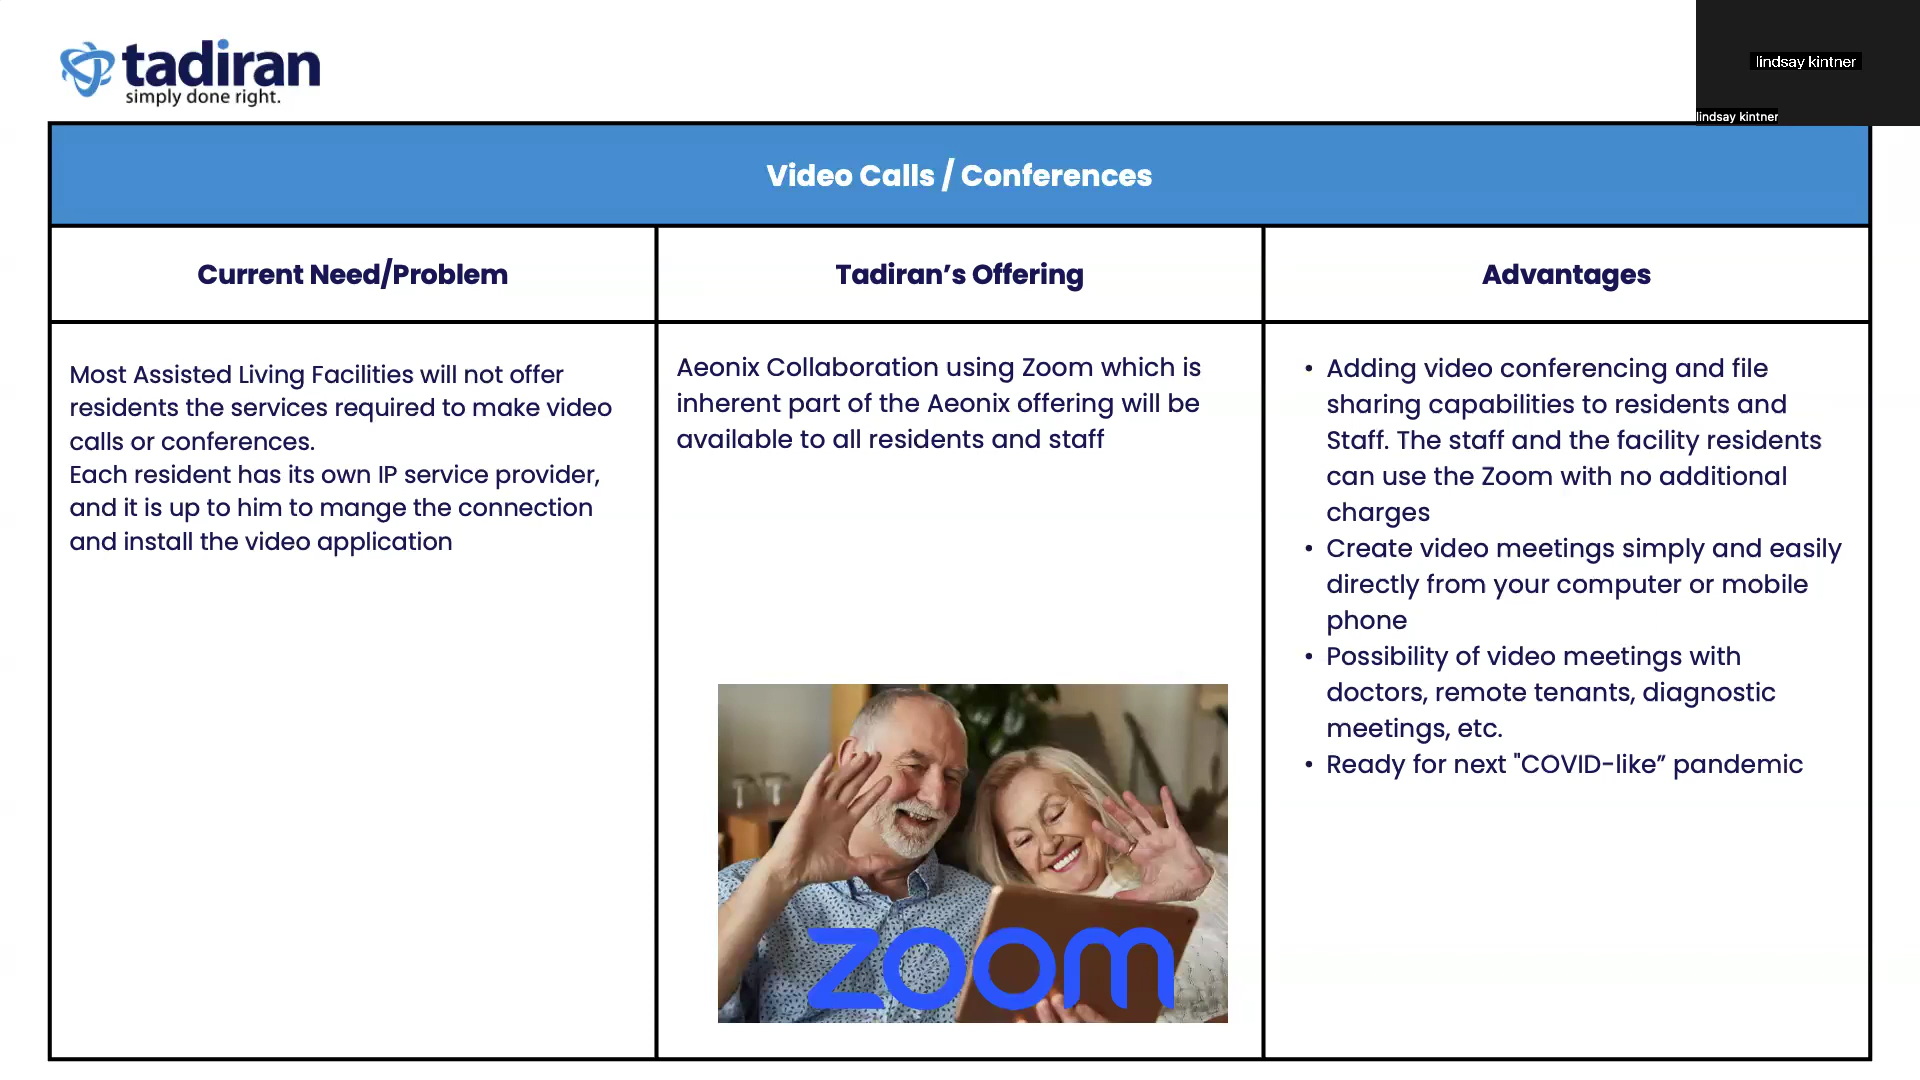 tadiran
simply done right.
lindsay kintner
lindsay kintner
Video Calls / Conferences
Current Need/Problem
Tadiran’s Offering
Advantages
Most Assisted Living Facilities will not offer
residents the services required to make video
calls or conferences.
Each resident has its own IP service provider,
and it is up to him to mange the connection
and install the video application
Aeonix Collaboration using Zoom which is
inherent part of the Aeonix offering will be
available to all residents and staff
zoom
• Adding video conferencing and file
sharing capabilities to residents and
Staff. The staff and the facility residents
can use the Zoom with no additional
charges
• Create video meetings simply and easily
directly from your computer or mobile
phone
• Possibility of video meetings with
doctors, remote tenants, diagnostic
meetings, etc.
• Ready for next "COVID-like” pandemic